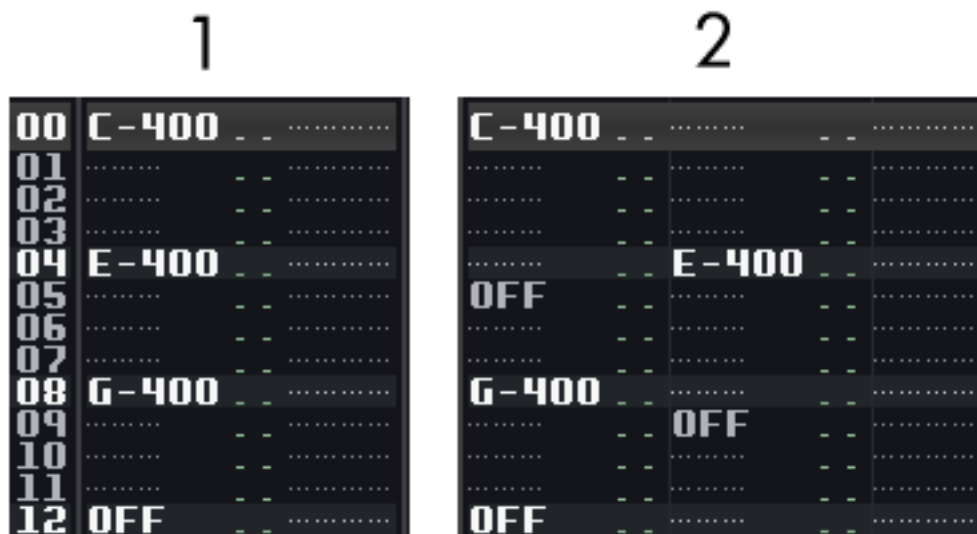 1 2
00 C-400 _ _ ··········· C-400 _ _ ········ _ _ ···········
01 ········ _ _ ··········· ········ _ _ ········ _ _ ···········
02 ········ _ _ ··········· ········ _ _ ········ _ _ ···········
03 ········ _ _ ··········· ········ _ _ ········ _ _ ···········
04 E-400 _ _ ··········· ········ _ _ E-400 _ _ ···········
05 ········ _ _ ··········· OFF _ _ ········ _ _ ···········
06 ········ _ _ ··········· ········ _ _ ········ _ _ ···········
07 ········ _ _ ··········· ········ _ _ ········ _ _ ···········
08 G-400 _ _ ··········· G-400 _ _ ········ _ _ ···········
09 ········ _ _ ··········· ········ _ _ OFF _ _ ···········
10 ········ _ _ ··········· ········ _ _ ········ _ _ ···········
11 ········ _ _ ··········· ········ _ _ ········ _ _ ···········
12 OFF _ _ ··········· OFF _ _ ········ _ _ ···········